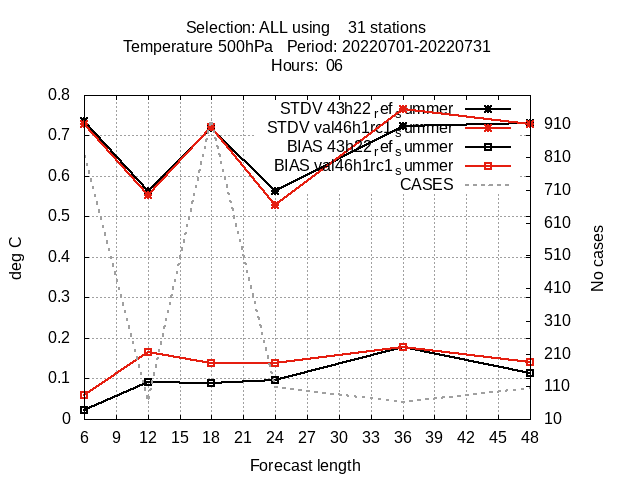 Selection: ALL using 31 stations
Temperature 500hPa Period: 20220701-20220731
Hours: 06
STDV 43h22_ref_summer
STDV val46h1rc1_summer
BIAS 43h22_ref_summer
BIAS val46h1rc1_summer
CASES
deg C
0.8
0.7
0.6
0.5
0.4
0.3
0.2
0.1
0
No cases
910
810
710
610
510
410
310
210
110
10
6 9 12 15 18 21 24 27 30 33 36 39 42 45 48
Forecast length